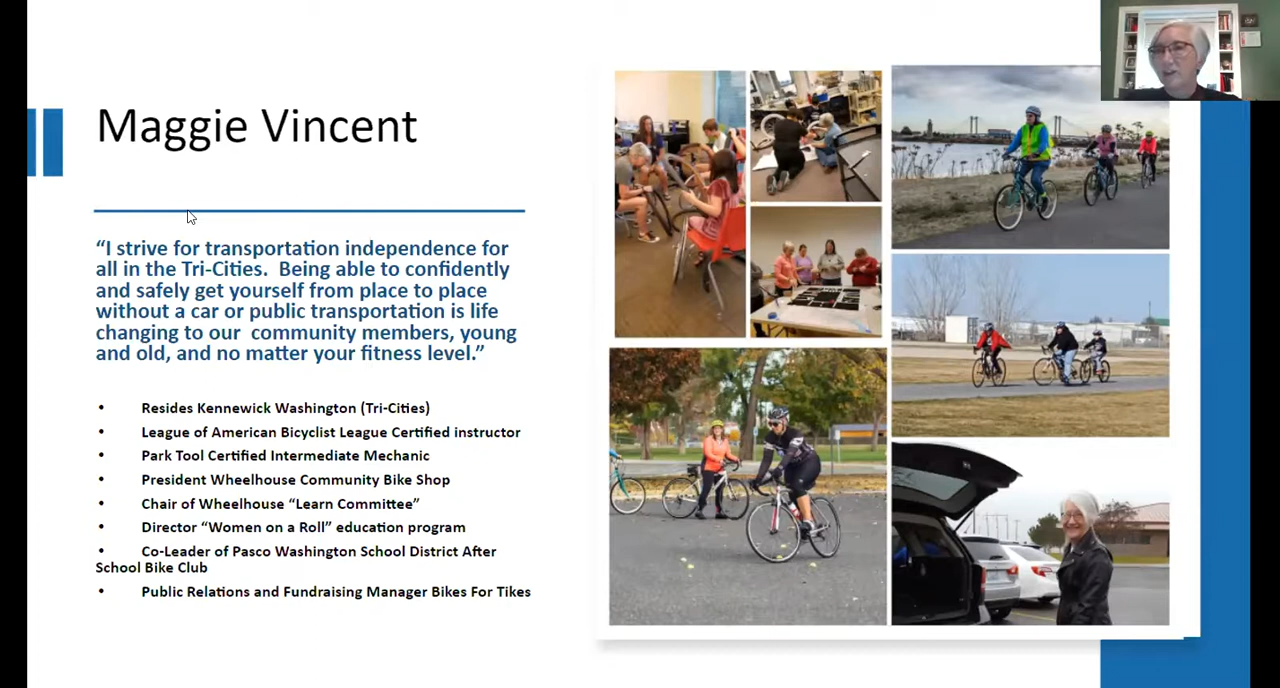 Maggie Vincent
“I strive for transportation independence for
all in the Tri-Cities.  Being able to confidently
and safely get yourself from place to place
without a car or public transportation is life
changing to our  community members, young
and old, and no matter your fitness level.”
• Resides Kennewick Washington (Tri-Cities)
• League of American Bicyclist League Certified instructor
• Park Tool Certified Intermediate Mechanic
• President Wheelhouse Community Bike Shop
• Chair of Wheelhouse “Learn Committee”
• Director “Women on a Roll” education program
• Co-Leader of Pasco Washington School District After
School Bike Club
• Public Relations and Fundraising Manager Bikes For Tikes